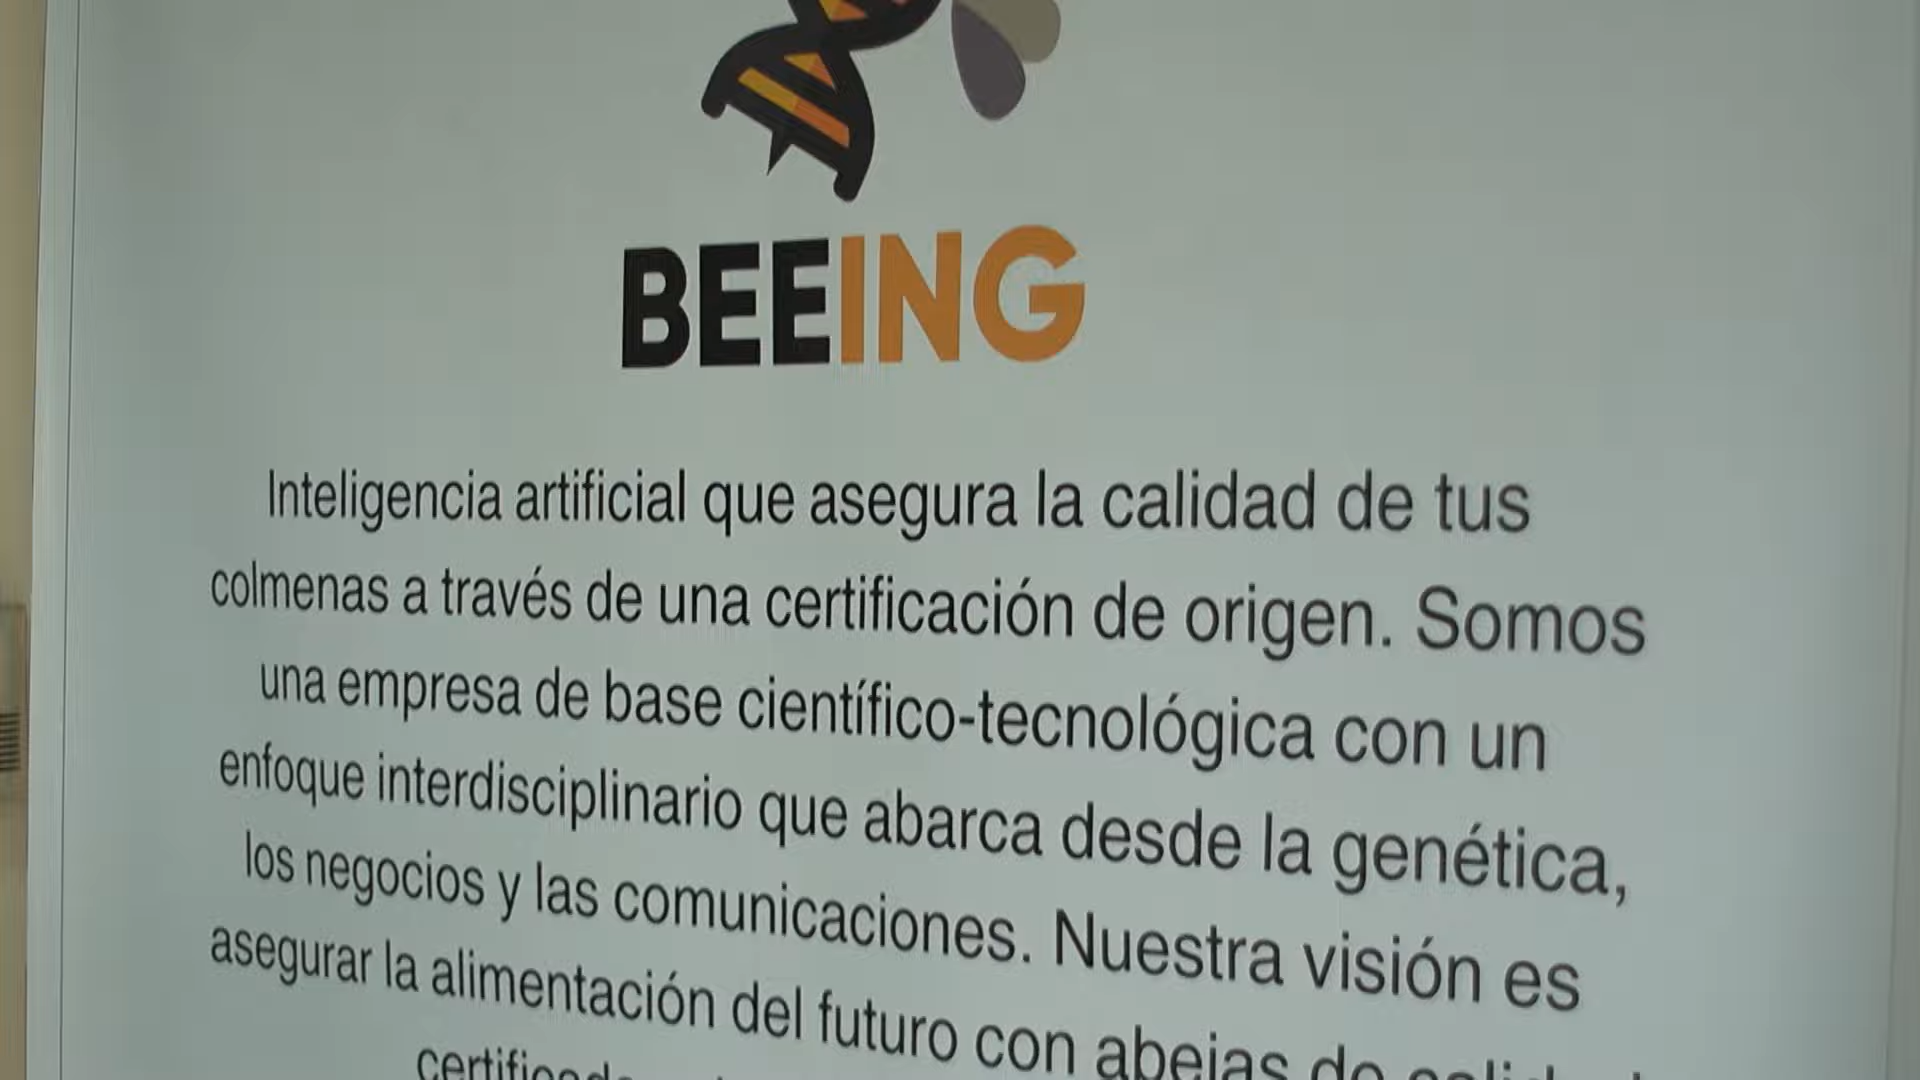 BEEING
Inteligencia artificial que asegura la calidad de tus
colmenas a través de una certificación de origen. Somos
una empresa de base científico-tecnológica con un
enfoque interdisciplinario que abarca desde la genética,
los negocios y las comunicaciones. Nuestra visión es
asegurar la alimentación del futuro con abejas de